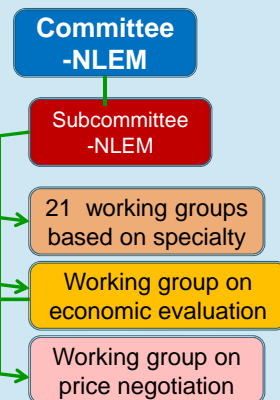 Committee
-NLEM
Subcommittee
-NLEM
21 working groups
based on specialty
Working group on
economic evaluation
Working group on
price negotiation